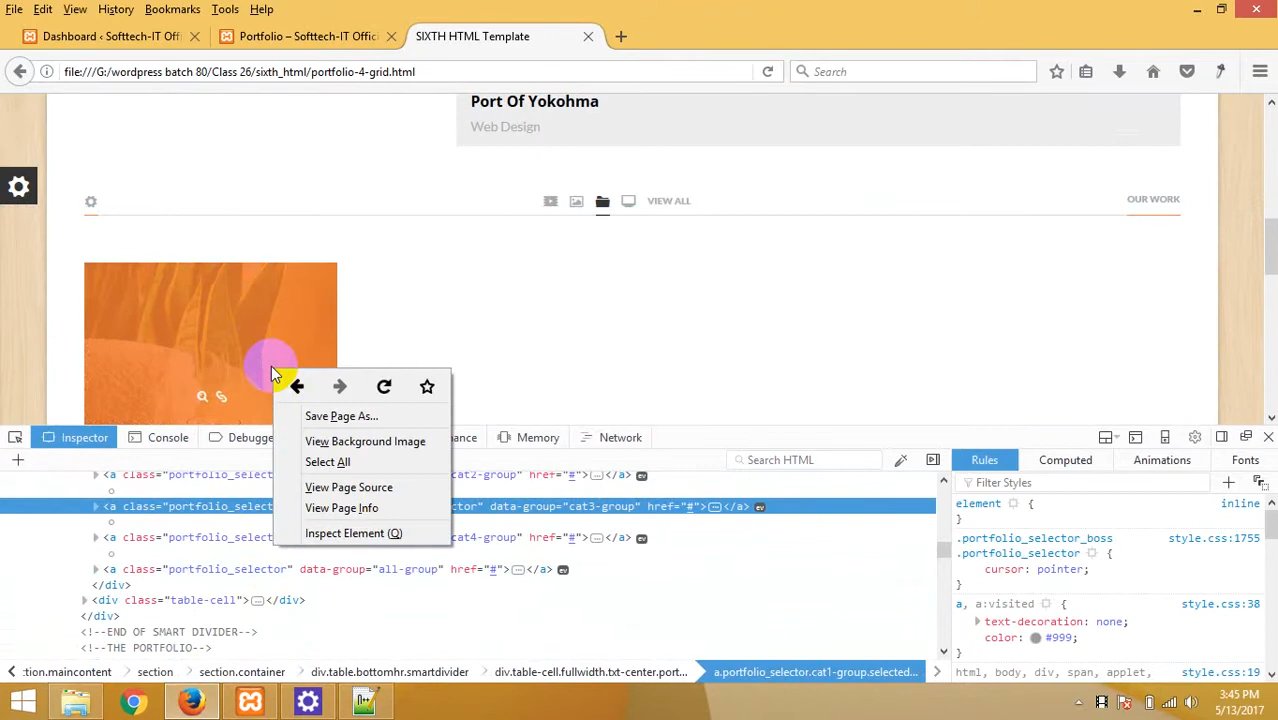 File Edit View History Bookmarks Tools Help
Dashboard ‹ Softtech-IT Offi
Portfolio – Softtech-IT Offici
SIXTH HTML Template
file:///G:/wordpress batch 80/Class 26/sixth_html/portfolio-4-grid.html
Search
Port Of Yokohma
Web Design
VIEW ALL
OUR WORK
Save Page As...
View Background Image
Select All
View Page Source
View Page Info
Inspect Element (Q)
Inspector Console Debugge ance Memory Network
Search HTML
Rules Computed Animations Fonts
Filter Styles
<a class="portfolio_selec cat2-group" href="#"></a> ev
<a class="portfolio_select ctor" data-group="cat3-group" href="#"></a> ev
<a class="portfolio_selec cat4-group" href="#"></a> ev
<a class="portfolio_selector" data-group="all-group" href="#"></a> ev
</div>
<div class="table-cell"></div>
</div>
<!--END OF SMART DIVIDER-->
<!--THE PORTFOLIO-->
element { inline
}
.portfolio_selector_boss style.css:1755
.portfolio_selector {
cursor: pointer;
}
a, a:visited { style.css:38
text-decoration: none;
color: #999;
}
html, body, div, span, applet, style.css:19
:tion.maincontent section section.container div.table.bottomhr.smartdivider div.table-cell.fullwidth.txt-center.port... a.portfolio_selector.cat1-group.selected...
3:45 PM
5/13/2017